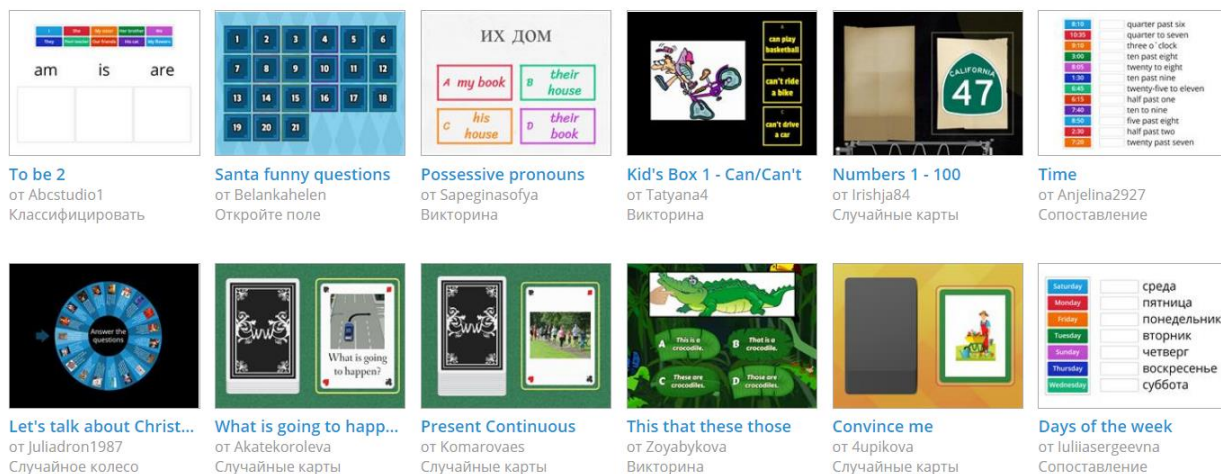 I
She
My sister
Her brother
We
They
Their teacher
Her friends
His cat
My flowers
am is are
To be 2
от Abcstudio1
Классифицировать
1 2 3 4 5 6
7 8 9 10 11 12
13 14 15 16 17 18
19 20 21
Santa funny questions
от Belankahelen
Откройте поле
ИХ ДОМ
A my book
B their house
C his house
D their book
Possessive pronouns
от Sapeginasofya
Викторина
can play
basketball
can't ride
a bike
can't drive
a car
Kid's Box 1 - Can/Can't
от Tatyana4
Викторина
CALIFORNIA
47
Numbers 1 - 100
от Irishja84
Случайные карты
8:10 quarter past six
10:35 quarter to seven
9:10 three o`clock
3:00 ten past eight
8:05 twenty to eight
1:30 ten past nine
6:45 twenty-five to eleven
6:15 half past one
7:40 ten to nine
8:50 five past eight
2:30 half past two
7:20 twenty past seven
Time
от Anjelina2927
Сопоставление
Answer the
questions
Let's talk about Christ...
от Juliadron1987
Случайное колесо
What is going
to happen?
What is going to happ...
от Akatekoroleva
Случайные карты
Present Continuous
от Komarovaes
Случайные карты
A This is a crocodile.
B That is a crocodile.
C These are crocodiles.
D Those are crocodiles.
This that these those
от Zoyabykova
Викторина
Convince me
от 4upikova
Случайные карты
Saturday среда
Monday пятница
Friday понедельник
Tuesday вторник
Sunday четверг
Thursday воскресенье
Wednesday суббота
Days of the week
от Iuliiasergeevna
Сопоставление